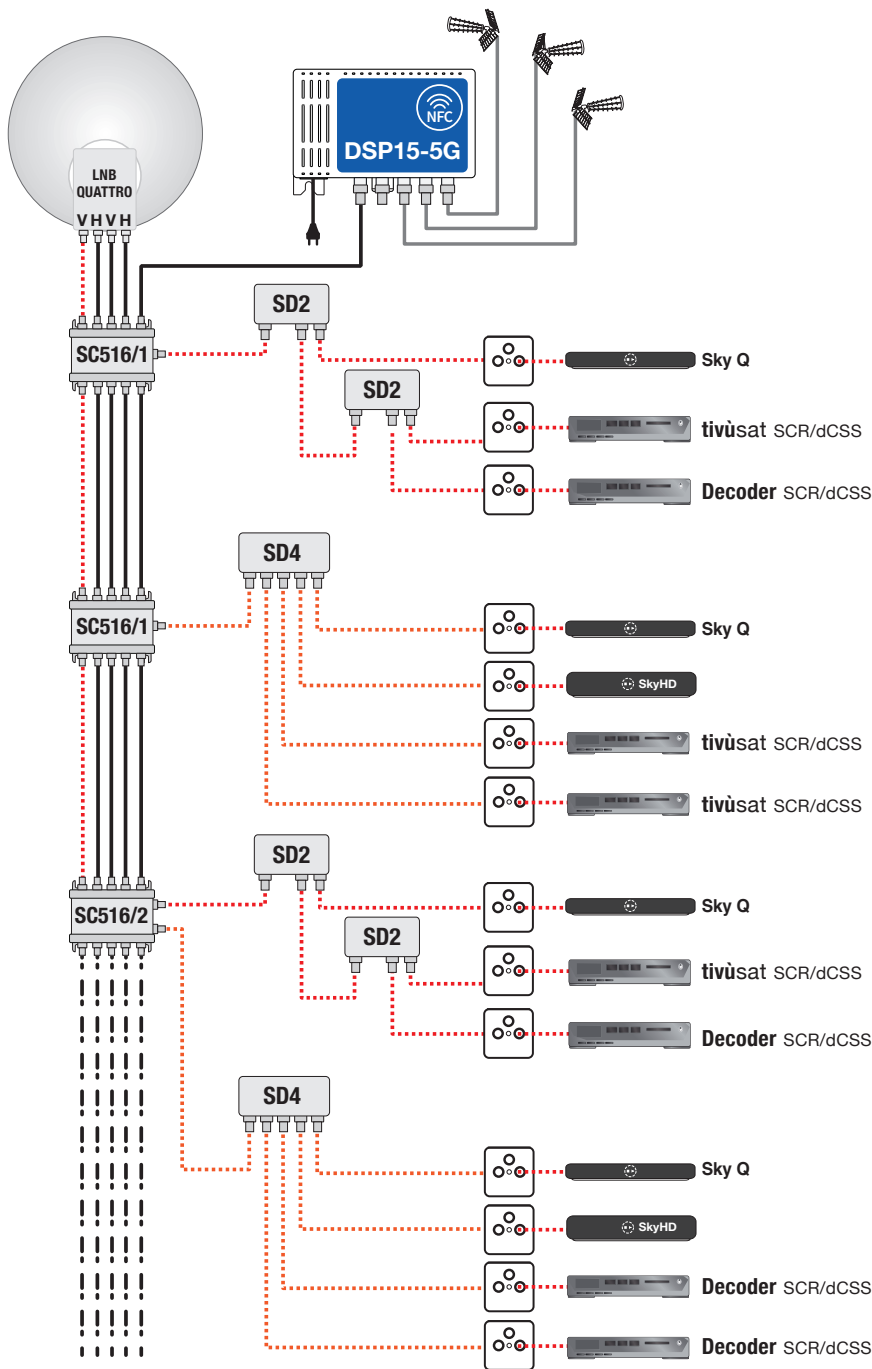 NFC
DSP15-5G
LNB
QUATTRO
V H V H
SD2
SC516/1
Sky Q
SD2
tivùsat SCR/dCSS
Decoder SCR/dCSS
SD4
SC516/1
Sky Q
SkyHD
tivùsat SCR/dCSS
tivùsat SCR/dCSS
SD2
SC516/2
Sky Q
SD2
tivùsat SCR/dCSS
Decoder SCR/dCSS
SD4
Sky Q
SkyHD
Decoder SCR/dCSS
Decoder SCR/dCSS